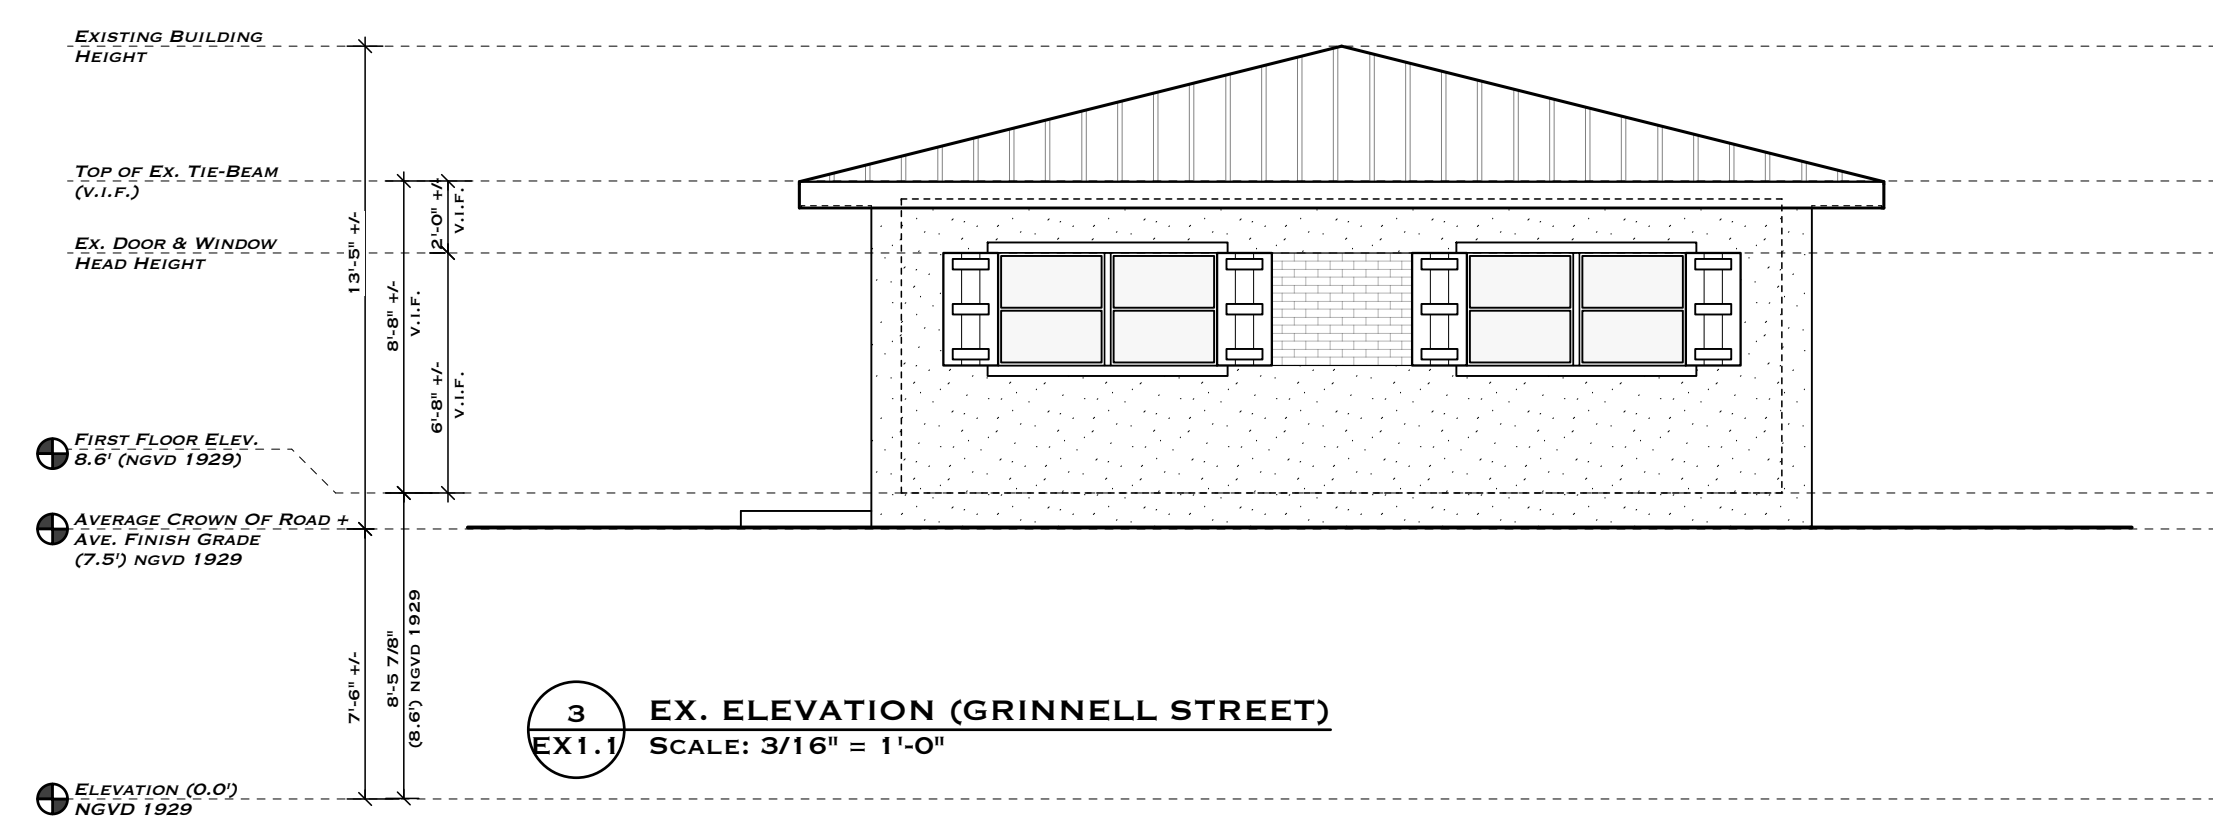 EXISTING BUILDING
HEIGHT
TOP OF EX. TIE-BEAM
(V.I.F.)
EX. DOOR & WINDOW
HEAD HEIGHT
FIRST FLOOR ELEV.
8.6' (NGVD 1929)
AVERAGE CROWN OF ROAD +
AVE. FINISH GRADE
(7.5') NGVD 1929
ELEVATION (0.0')
NGVD 1929
13'-5" +/-
8'-8" +/-
V.I.F.
2'-0" +/-
V.I.F.
6'-8" +/-
V.I.F.
7'-6" +/-
8'-5 7/8"
(8.6') NGVD 1929
3
EX1.1
EX. ELEVATION (GRINNELL STREET)
SCALE: 3/16" = 1'-0"